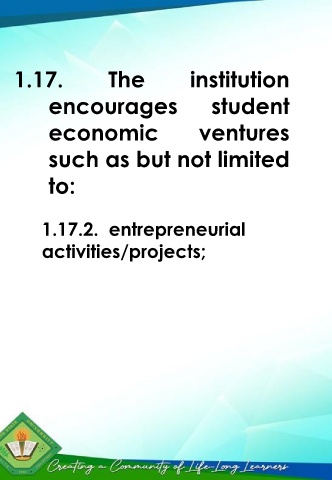 1.17. The institution
encourages student
economic ventures
such as but not limited
to:
1.17.2. entrepreneurial
activities/projects;
Creating a Community of Life-Long Learners